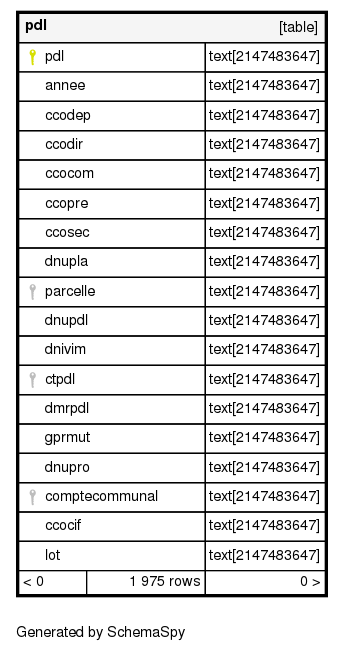 pdl [table]
pdl text[2147483647]
annee text[2147483647]
ccodep text[2147483647]
ccodir text[2147483647]
ccocom text[2147483647]
ccopre text[2147483647]
ccosec text[2147483647]
dnupla text[2147483647]
parcelle text[2147483647]
dnupdl text[2147483647]
dnivim text[2147483647]
ctpdl text[2147483647]
dmrpdl text[2147483647]
gprmut text[2147483647]
dnupro text[2147483647]
comptecommunal text[2147483647]
ccocif text[2147483647]
lot text[2147483647]
< 0 1 975 rows 0 >
Generated by SchemaSpy